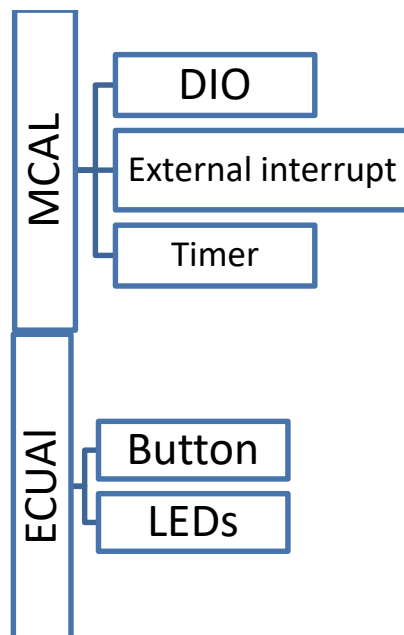 MCAL
DIO
External interrupt
Timer
ECUAl
Button
LEDs